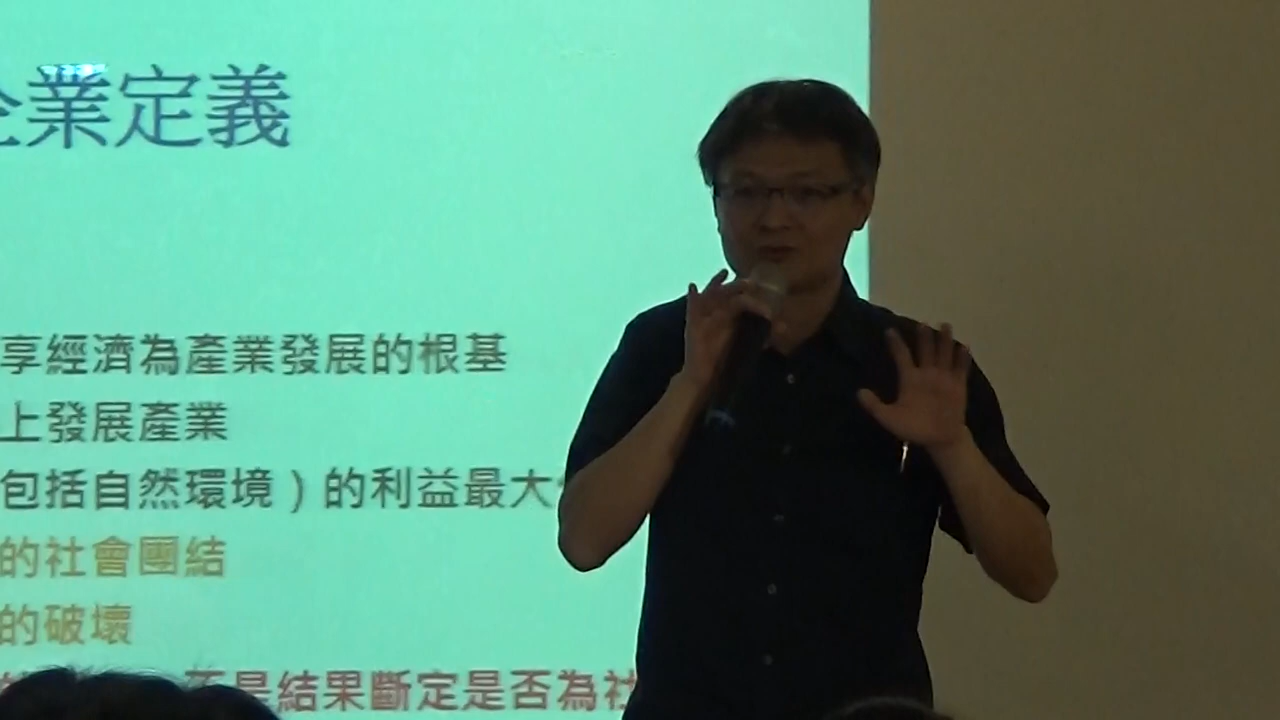 企業定義
享經濟為產業發展的根基
上發展產業
包括自然環境）的利益最大
的社會團結
的破壞
是結果斷定是否為社